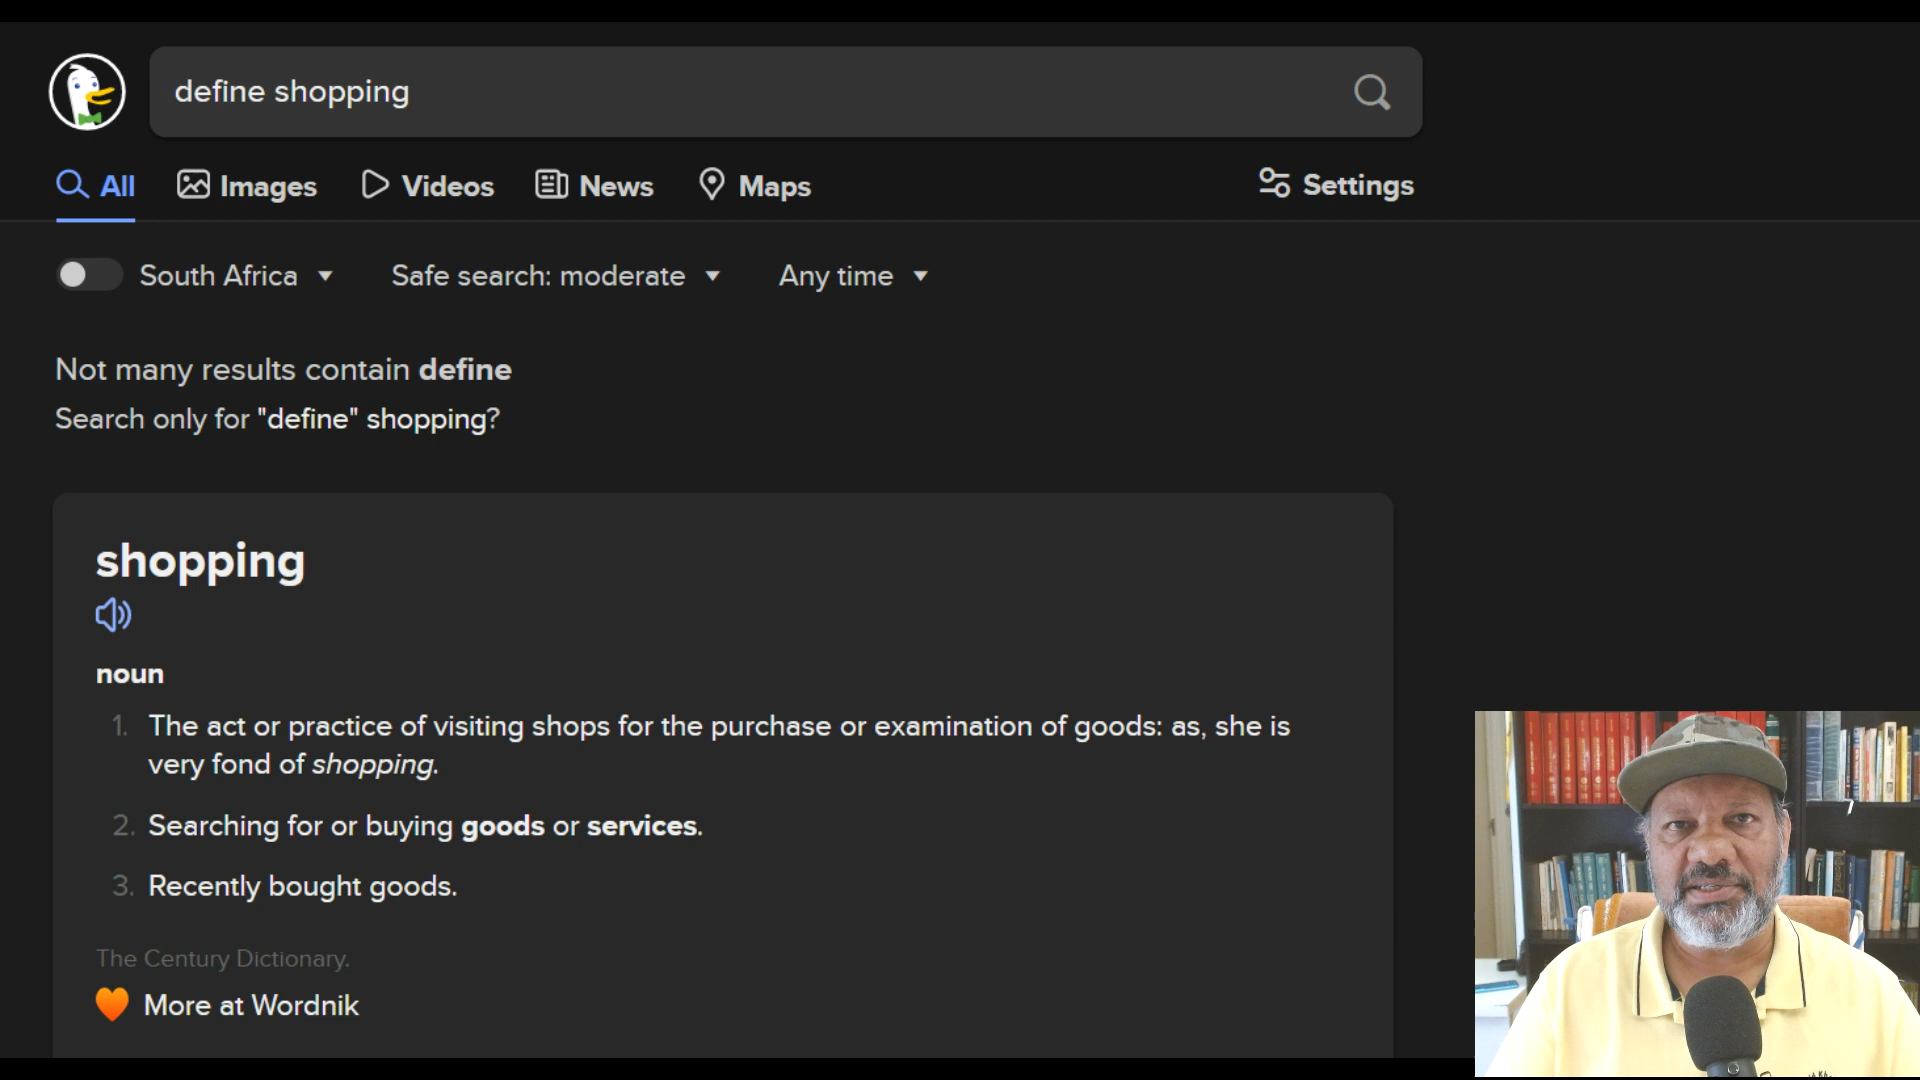 define shopping
All Images Videos News Maps Settings
South Africa Safe search: moderate Any time
Not many results contain define
Search only for "define" shopping?
shopping
noun
1. The act or practice of visiting shops for the purchase or examination of goods: as, she is
very fond of shopping.
2. Searching for or buying goods or services.
3. Recently bought goods.
The Century Dictionary.
More at Wordnik